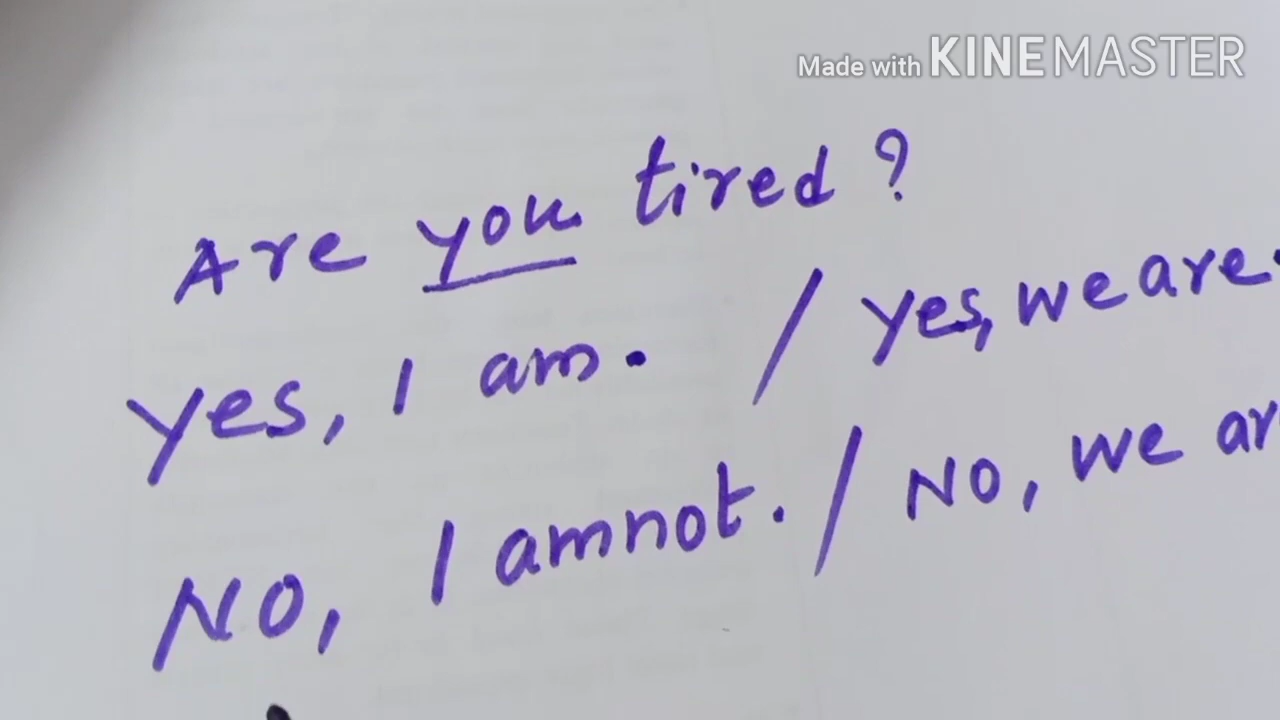 Made with KINEMASTER
Are you tired?
Yes, I am. / Yes, we are.
No, I amnot. / No, we ar